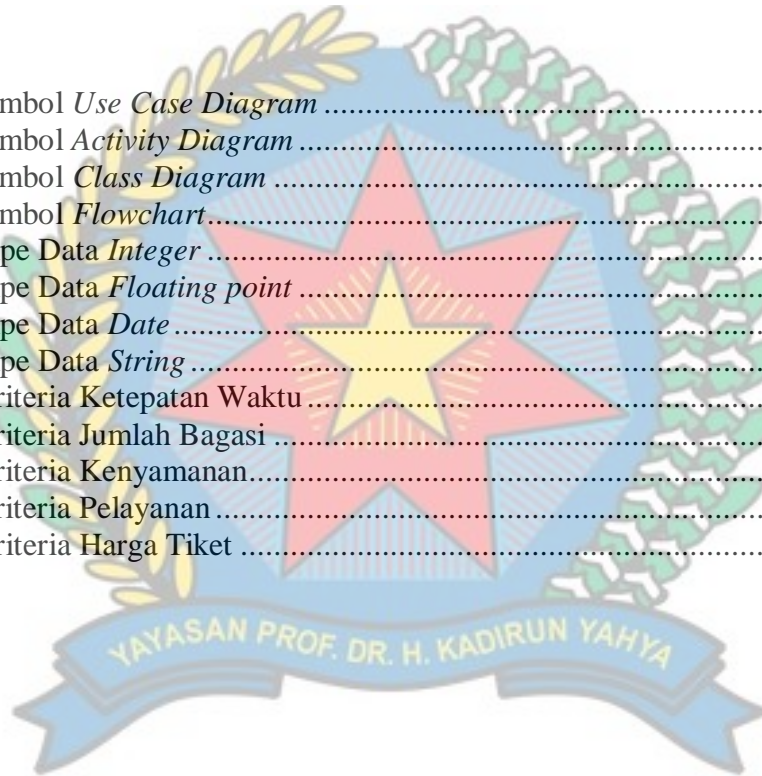 mbol Use Case Diagram ........................................................
mbol Activity Diagram ...........................................................
mbol Class Diagram ..............................................................
mbol Flowchart......................................................................
pe Data Integer ......................................................................
pe Data Floating point ...........................................................
pe Data Date ..........................................................................
pe Data String ........................................................................
riteria Ketepatan Waktu ..........................................................
riteria Jumlah Bagasi ..............................................................
riteria Kenyamanan.................................................................
riteria Pelayanan .....................................................................
riteria Harga Tiket ..................................................................
YAYASAN PROF. DR. H. KADIRUN YAHYA